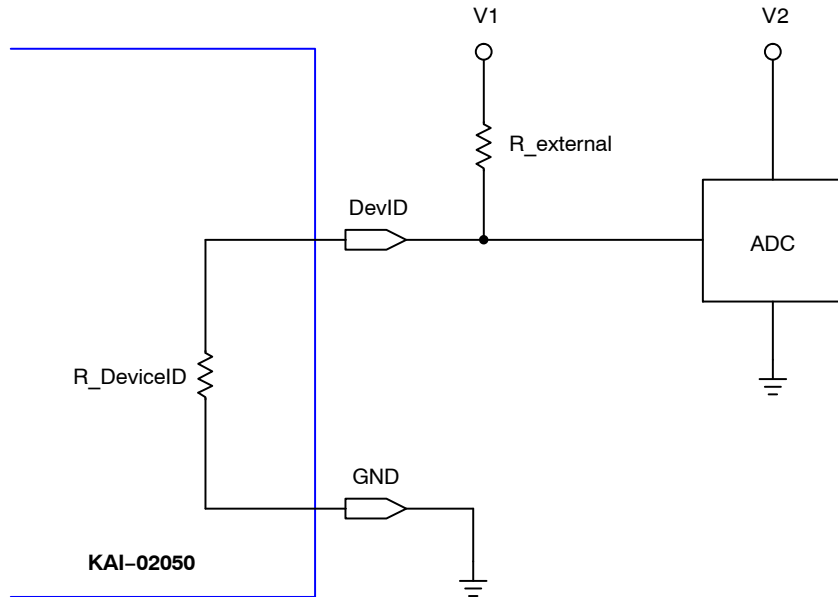 V1
V2
R_external
DevID
ADC
R_DeviceID
GND
KAI−02050